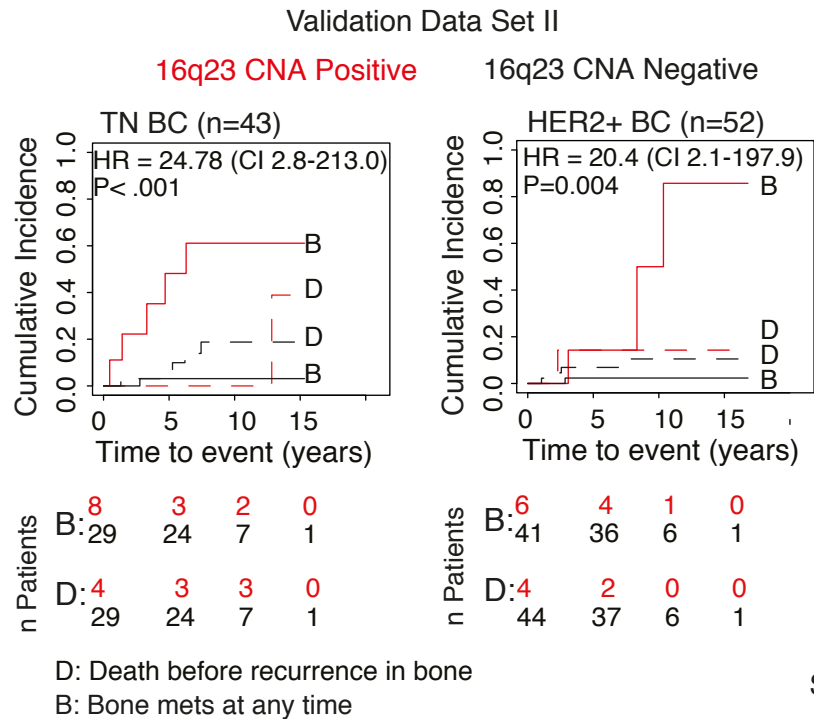 Validation Data Set II
16q23 CNA Positive 16q23 CNA Negative
TN BC (n=43)
HR = 24.78 (CI 2.8-213.0)
P< .001
Cumulative Incidence
1.0
0.8
0.6
0.4
0.2
0.0
B
D
D
B
0 5 10 15
Time to event (years)
HER2+ BC (n=52)
HR = 20.4 (CI 2.1-197.9)
P=0.004
Cumulative Incidence
1.0
0.8
0.6
0.4
0.2
0.0
B
D
D
B
0 5 10 15
Time to event (years)
n Patients
B: 8 3 2 0
29 24 7 1
D: 4 3 3 0
29 24 7 1
n Patients
B: 6 4 1 0
41 36 6 1
D: 4 2 0 0
44 37 6 1
D: Death before recurrence in bone
B: Bone mets at any time